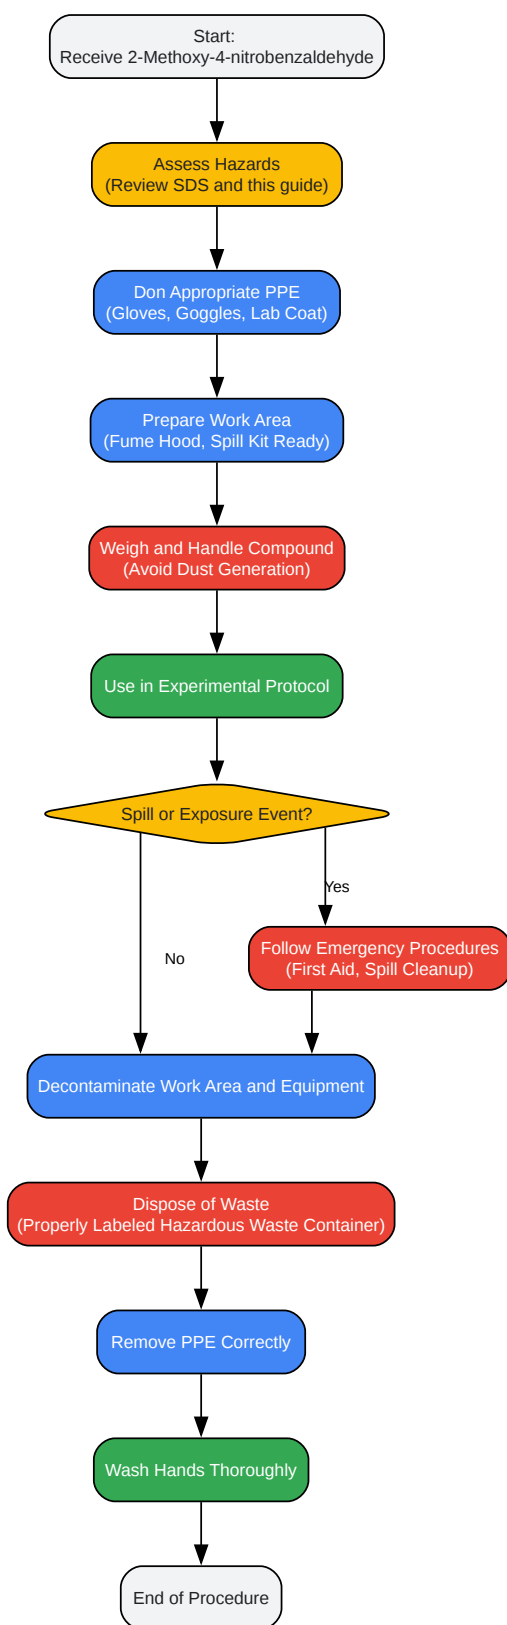 Start:
Receive 2-Methoxy-4-nitrobenzaldehyde
Assess Hazards
(Review SDS and this guide)
Don Appropriate PPE
(Gloves, Goggles, Lab Coat)
Prepare Work Area
(Fume Hood, Spill Kit Ready)
Weigh and Handle Compound
(Avoid Dust Generation)
Use in Experimental Protocol
Spill or Exposure Event?
Yes
Follow Emergency Procedures
(First Aid, Spill Cleanup)
No
Decontaminate Work Area and Equipment
Dispose of Waste
(Properly Labeled Hazardous Waste Container)
Remove PPE Correctly
Wash Hands Thoroughly
End of Procedure